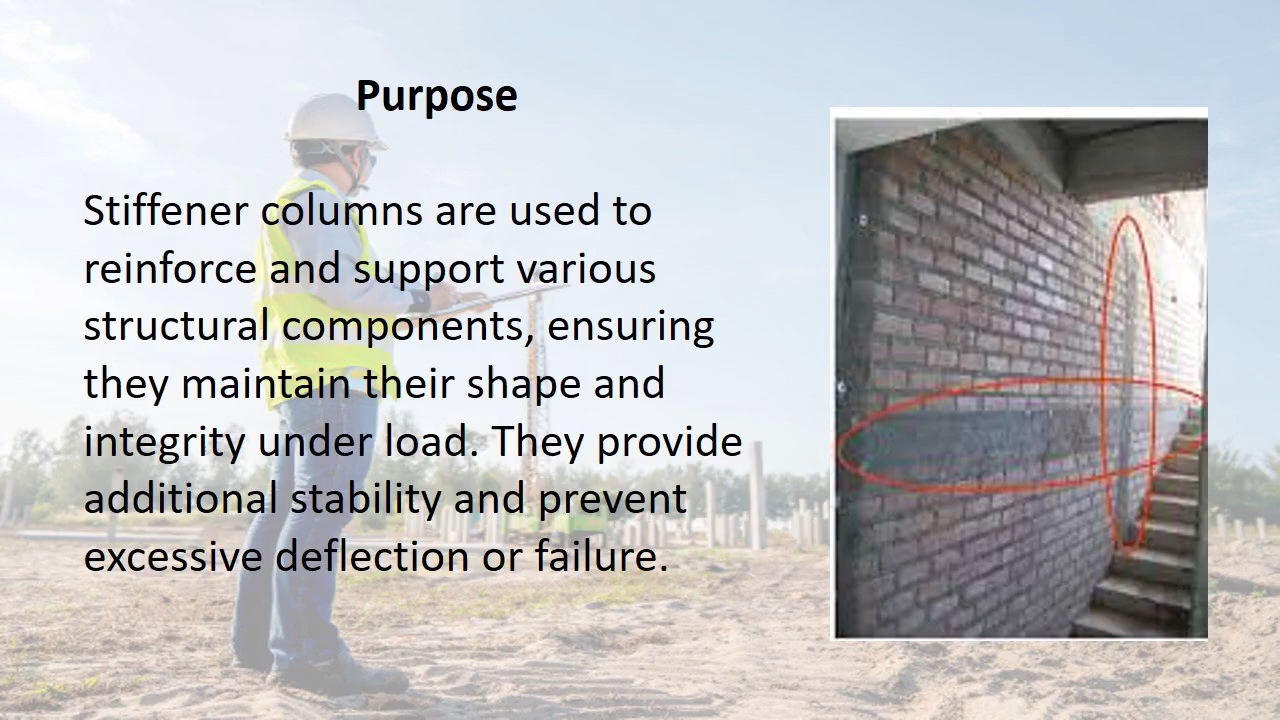 Purpose
Stiffener columns are used to
reinforce and support various
structural components, ensuring
they maintain their shape and
integrity under load. They provide
additional stability and prevent
excessive deflection or failure.